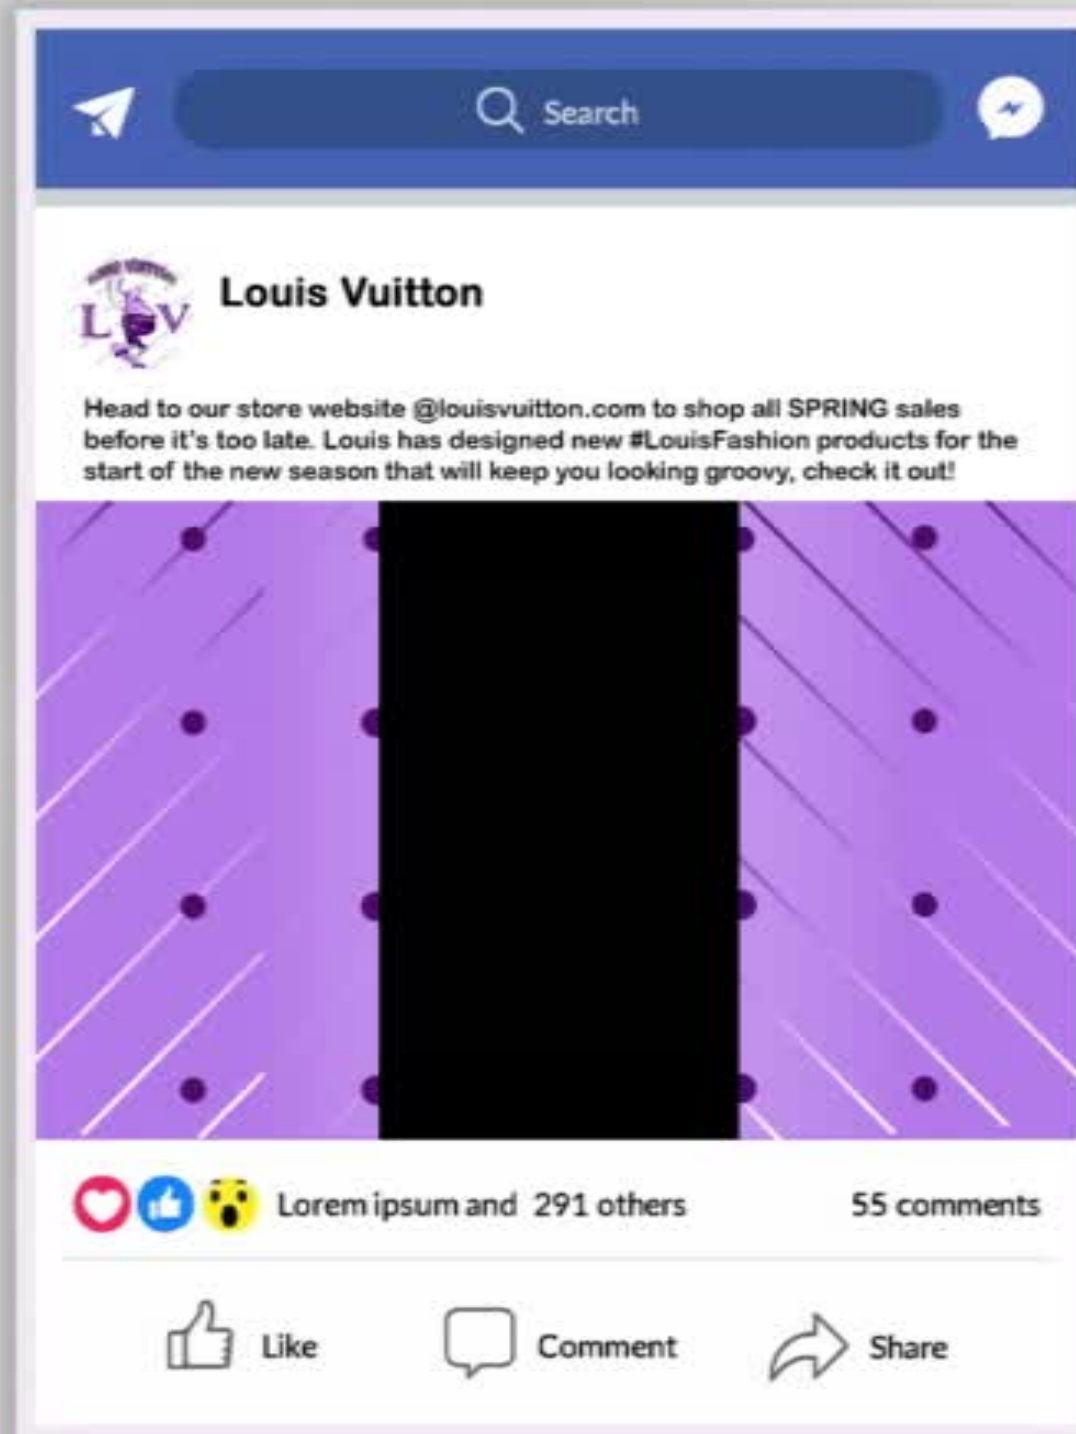 Search
LOUIS VUITTON
L V
Louis Vuitton
Head to our store website @louisvuitton.com to shop all SPRING sales
before it's too late. Louis has designed new #LouisFashion products for the
start of the new season that will keep you looking groovy, check it out!
Lorem ipsum and 291 others
55 comments
Like
Comment
Share